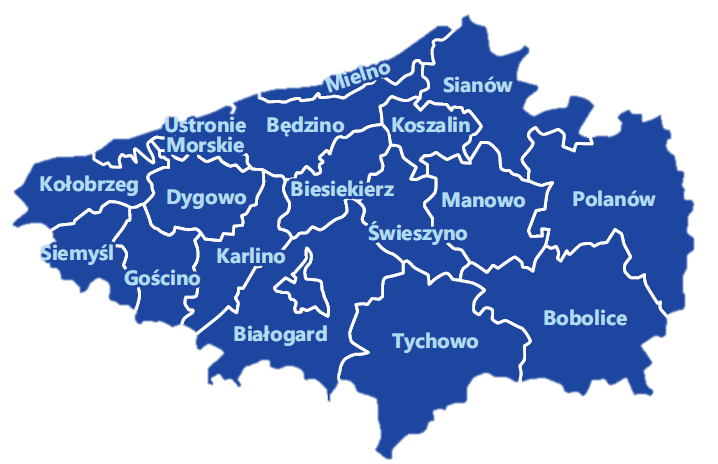 Mielno
Sianów
Ustronie
Morskie
Będzino
Koszalin
Kołobrzeg
Dygowo
Biesiekierz
Manowo
Polanów
Świeszyno
Siemyśl
Gościno
Karlino
Białogard
Tychowo
Bobolice